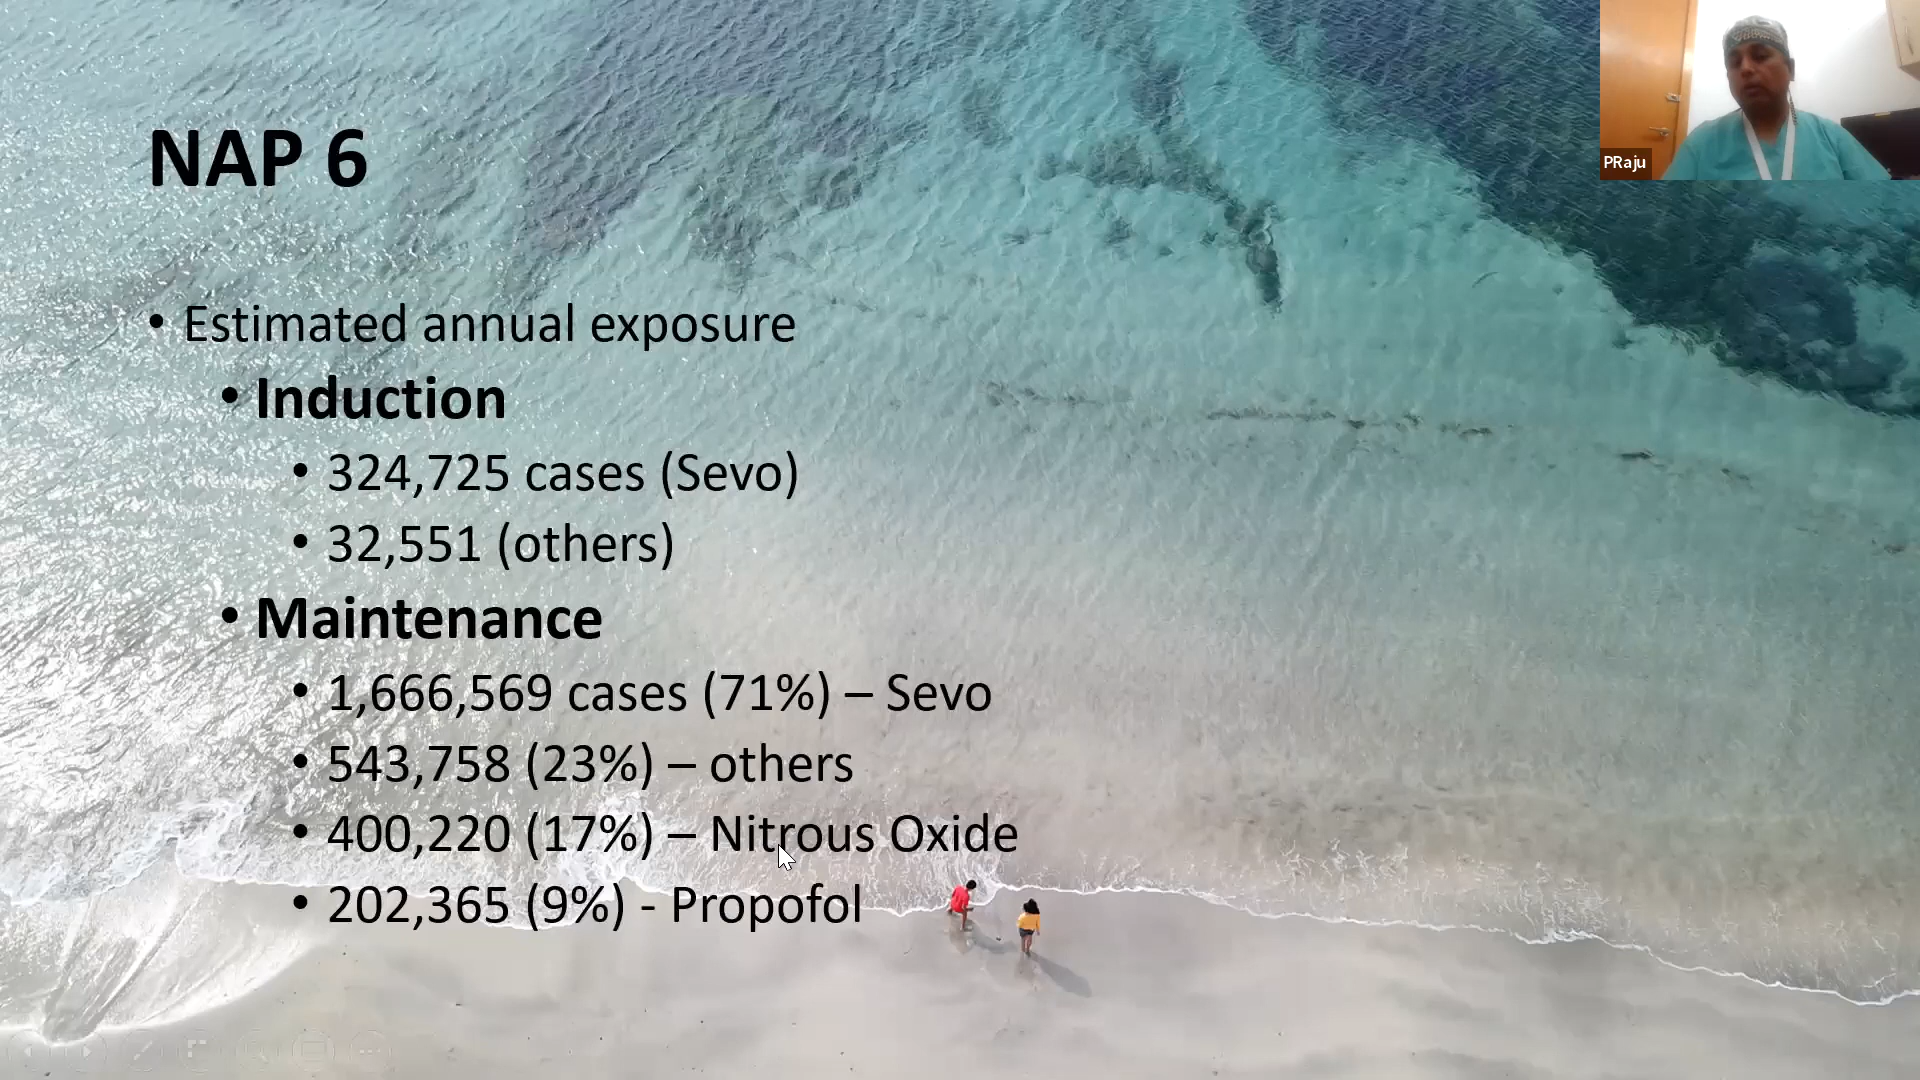 NAP 6
PRaju
• Estimated annual exposure
• Induction
• 324,725 cases (Sevo)
• 32,551 (others)
• Maintenance
• 1,666,569 cases (71%) – Sevo
• 543,758 (23%) – others
• 400,220 (17%) – Nitrous Oxide
• 202,365 (9%) - Propofol